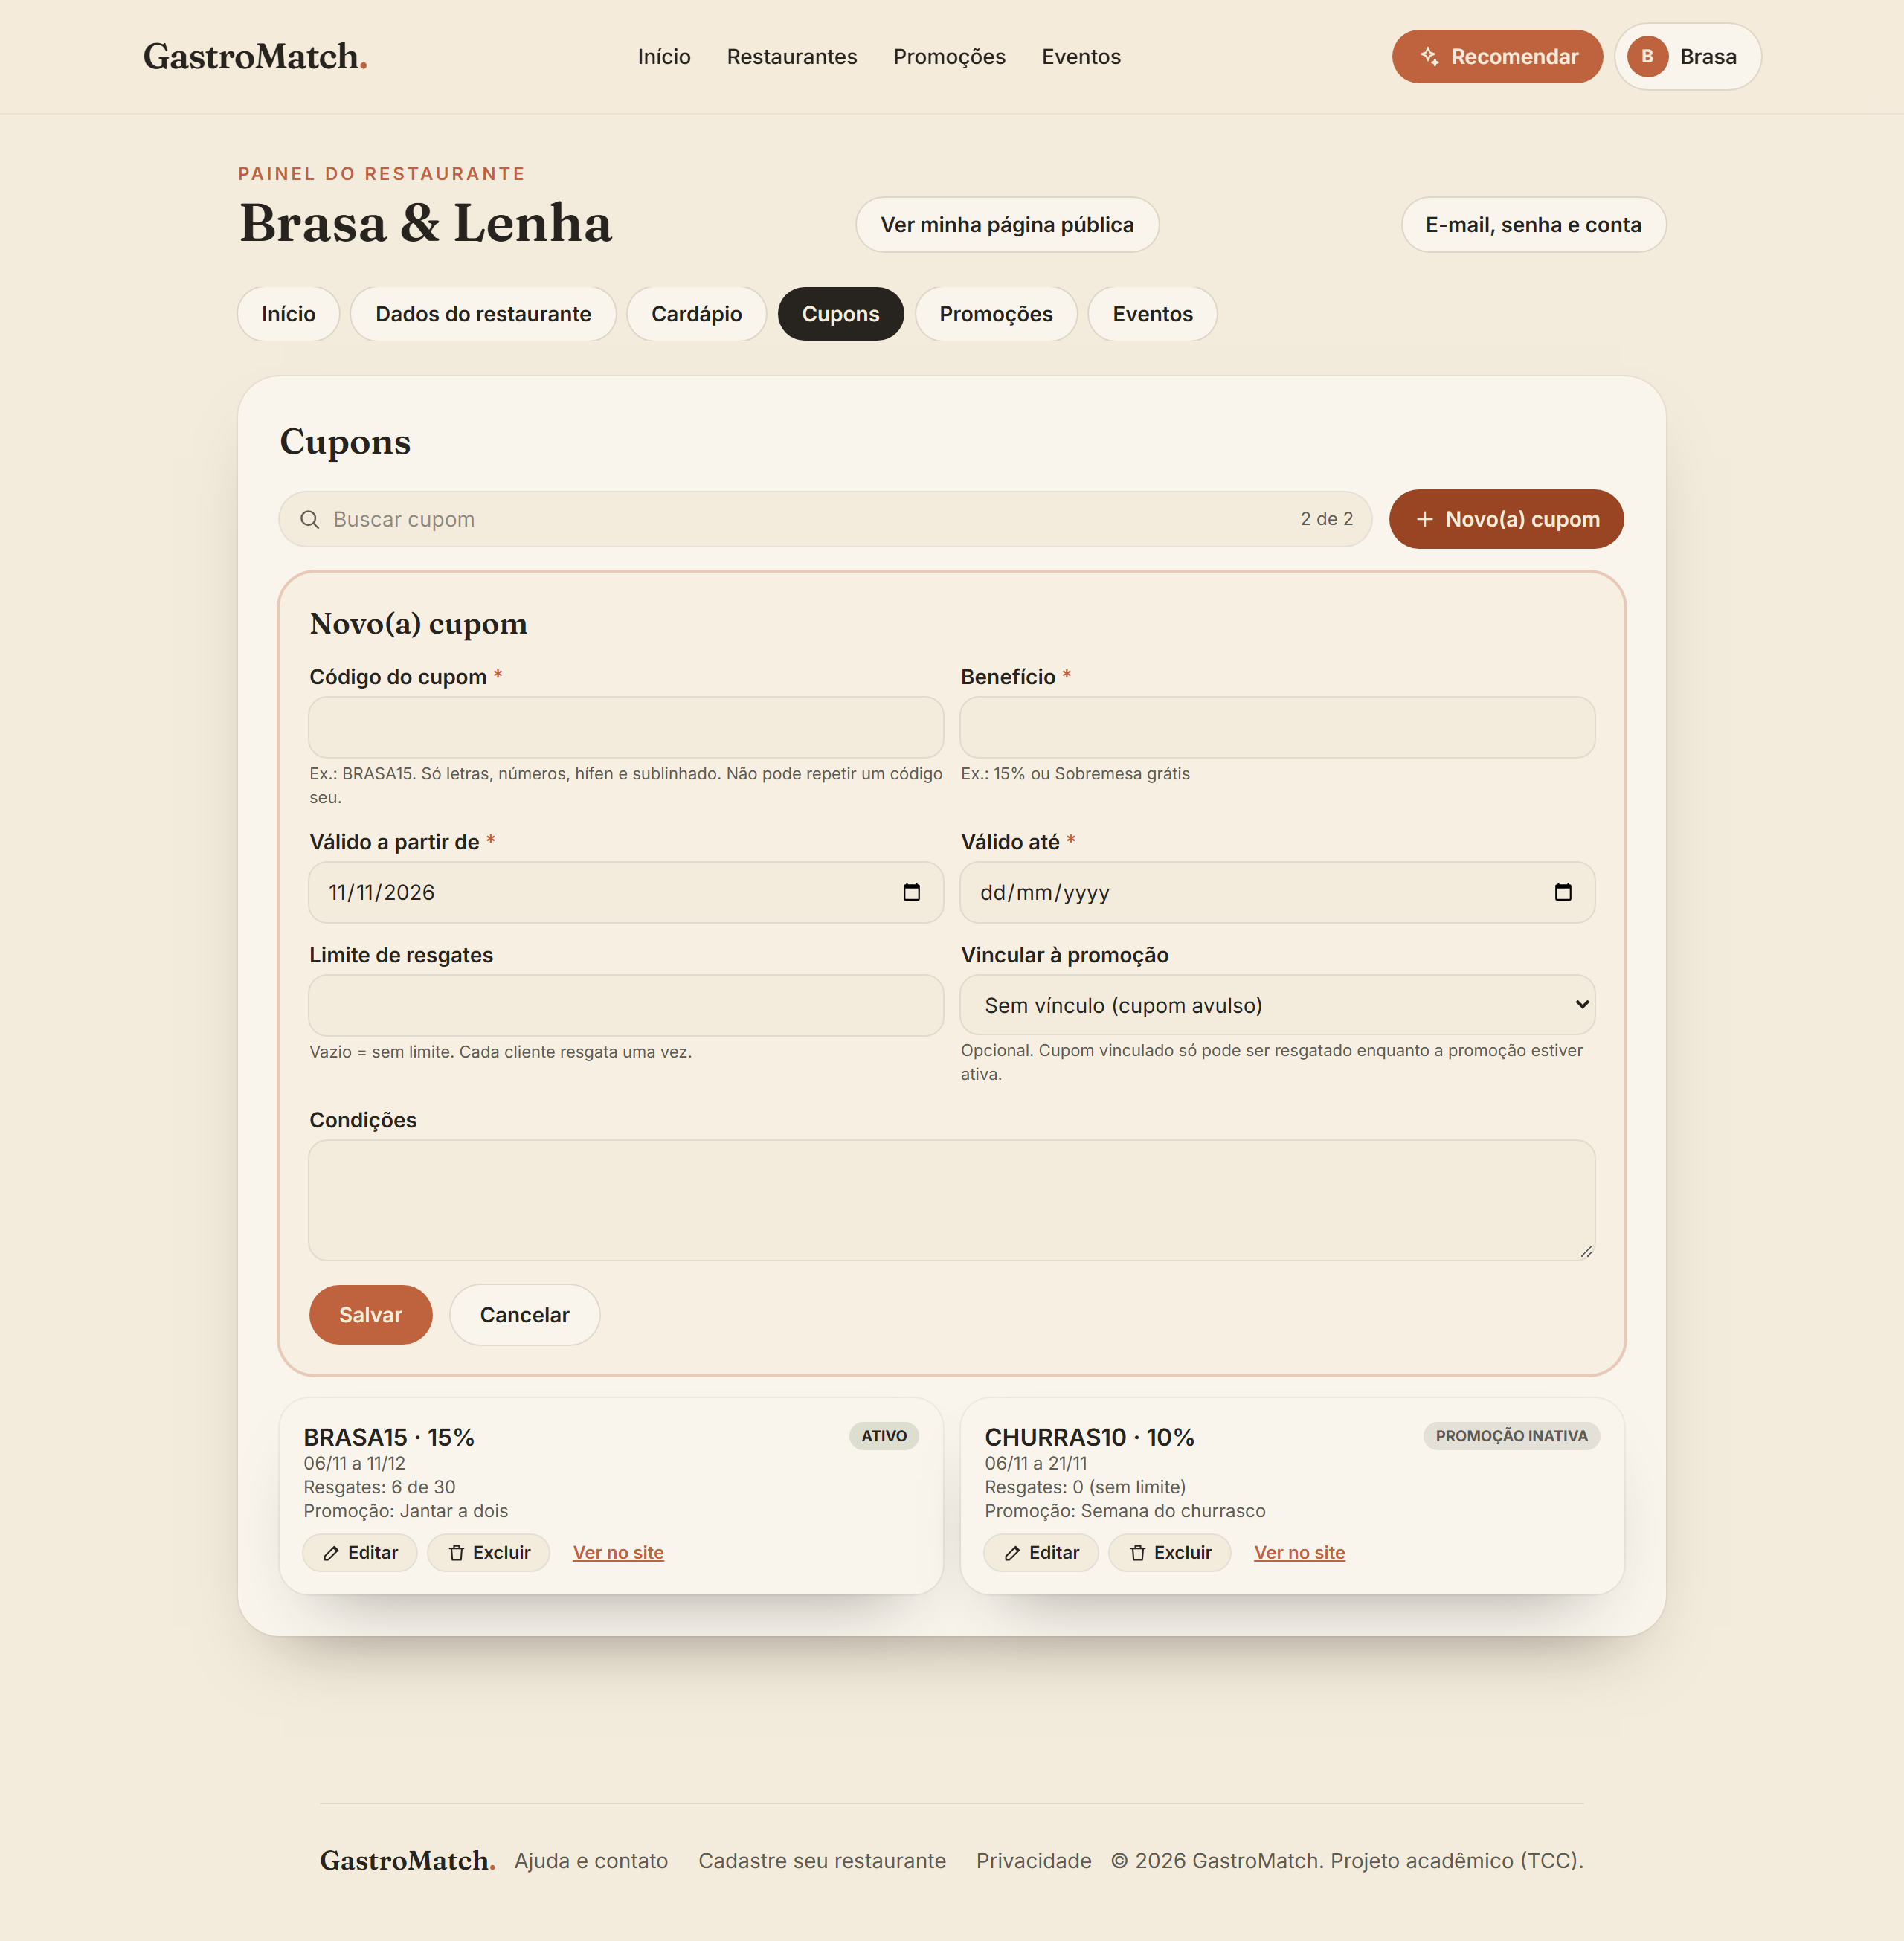 GastroMatch.
Início
Restaurantes
Promoções
Eventos
Recomendar
B
Brasa
PAINEL DO RESTAURANTE
Brasa & Lenha
Ver minha página pública
E-mail, senha e conta
Início
Dados do restaurante
Cardápio
Cupons
Promoções
Eventos
Cupons
Buscar cupom
2 de 2
Novo(a) cupom
Novo(a) cupom
Código do cupom *
Ex.: BRASA15. Só letras, números, hífen e sublinhado. Não pode repetir um código
seu.
Benefício *
Ex.: 15% ou Sobremesa grátis
Válido a partir de *
11/11/2026
Válido até *
dd/mm/yyyy
Limite de resgates
Vazio = sem limite. Cada cliente resgata uma vez.
Vincular à promoção
Sem vínculo (cupom avulso)
Opcional. Cupom vinculado só pode ser resgatado enquanto a promoção estiver
ativa.
Condições
Salvar
Cancelar
BRASA15 · 15%
ATIVO
06/11 a 11/12
Resgates: 6 de 30
Promoção: Jantar a dois
Editar
Excluir
Ver no site
CHURRAS10 · 10%
PROMOÇÃO INATIVA
06/11 a 21/11
Resgates: 0 (sem limite)
Promoção: Semana do churrasco
Editar
Excluir
Ver no site
GastroMatch.
Ajuda e contato
Cadastre seu restaurante
Privacidade
© 2026 GastroMatch. Projeto acadêmico (TCC).